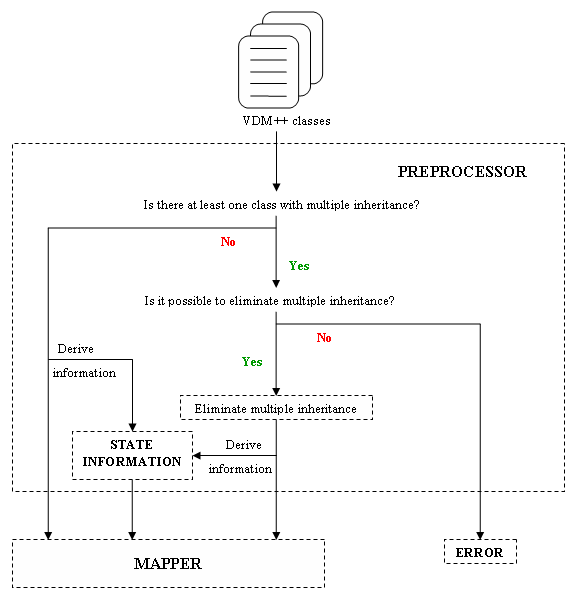 VDM++ classes
PREPROCESSOR
Is there at least one class with multiple inheritance?
No
Yes
Is it possible to eliminate multiple inheritance?
No
Derive
information
Yes
Eliminate multiple inheritance
STATE
INFORMATION
Derive
information
MAPPER
ERROR